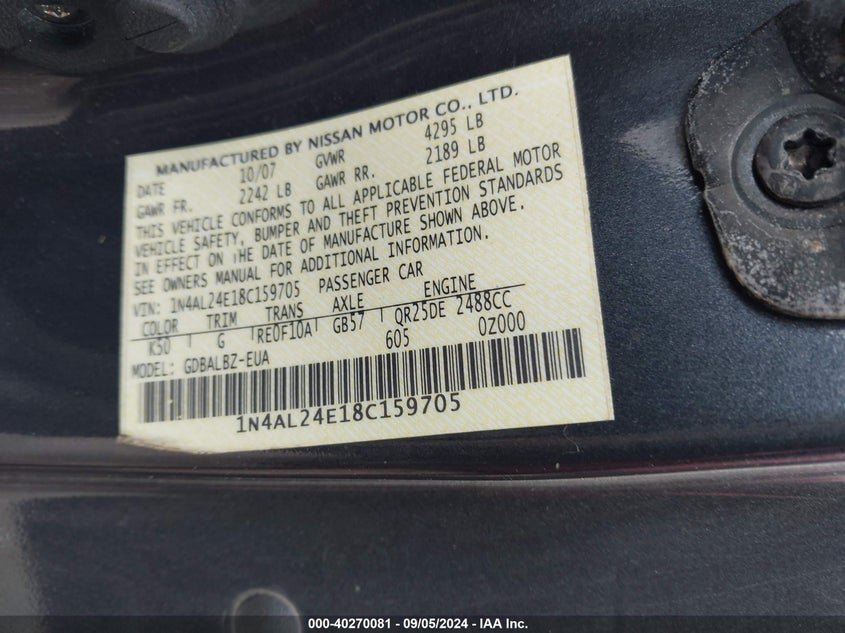 MANUFACTURED BY NISSAN MOTOR CO., LTD.
DATE 10/07 GVWR 4295 LB
GAWR FR. 2242 LB GAWR RR. 2189 LB
THIS VEHICLE CONFORMS TO ALL APPLICABLE FEDERAL MOTOR
VEHICLE SAFETY, BUMPER AND THEFT PREVENTION STANDARDS
IN EFFECT ON THE DATE OF MANUFACTURE SHOWN ABOVE.
SEE OWNERS MANUAL FOR ADDITIONAL INFORMATION.
VIN: 1N4AL24E18C159705 PASSENGER CAR
COLOR TRIM TRANS AXLE ENGINE
K50 G RE0F10A GB57 QR25DE 2488CC
MODEL: GDBALBZ-EUA 605 0Z000
1N4AL24E18C159705
000-40270081 - 09/05/2024 - IAA Inc.